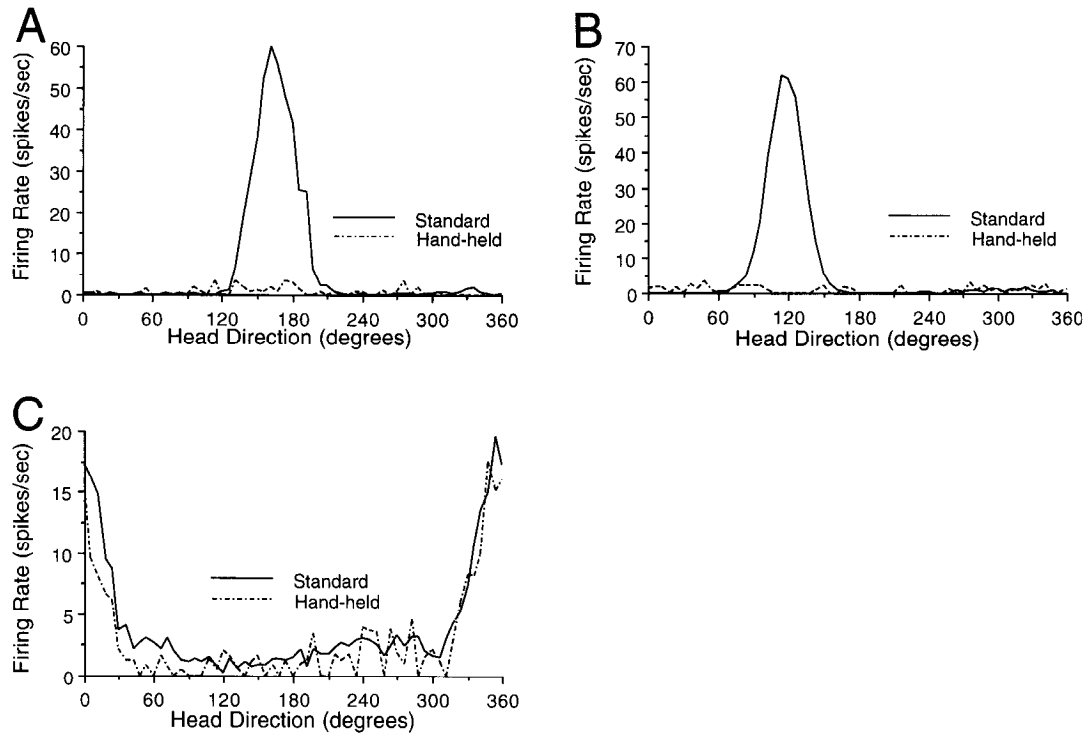 A
Firing Rate (spikes/sec)
60
50
40
30
20
10
0
Standard
Hand-held
0 60 120 180 240 300 360
Head Direction (degrees)
B
Firing Rate (spikes/sec)
70
60
50
40
30
20
10
0
Standard
Hand-held
0 60 120 180 240 300 360
Head Direction (degrees)
C
Firing Rate (spikes/sec)
20
15
10
5
0
Standard
Hand-held
0 60 120 180 240 300 360
Head Direction (degrees)